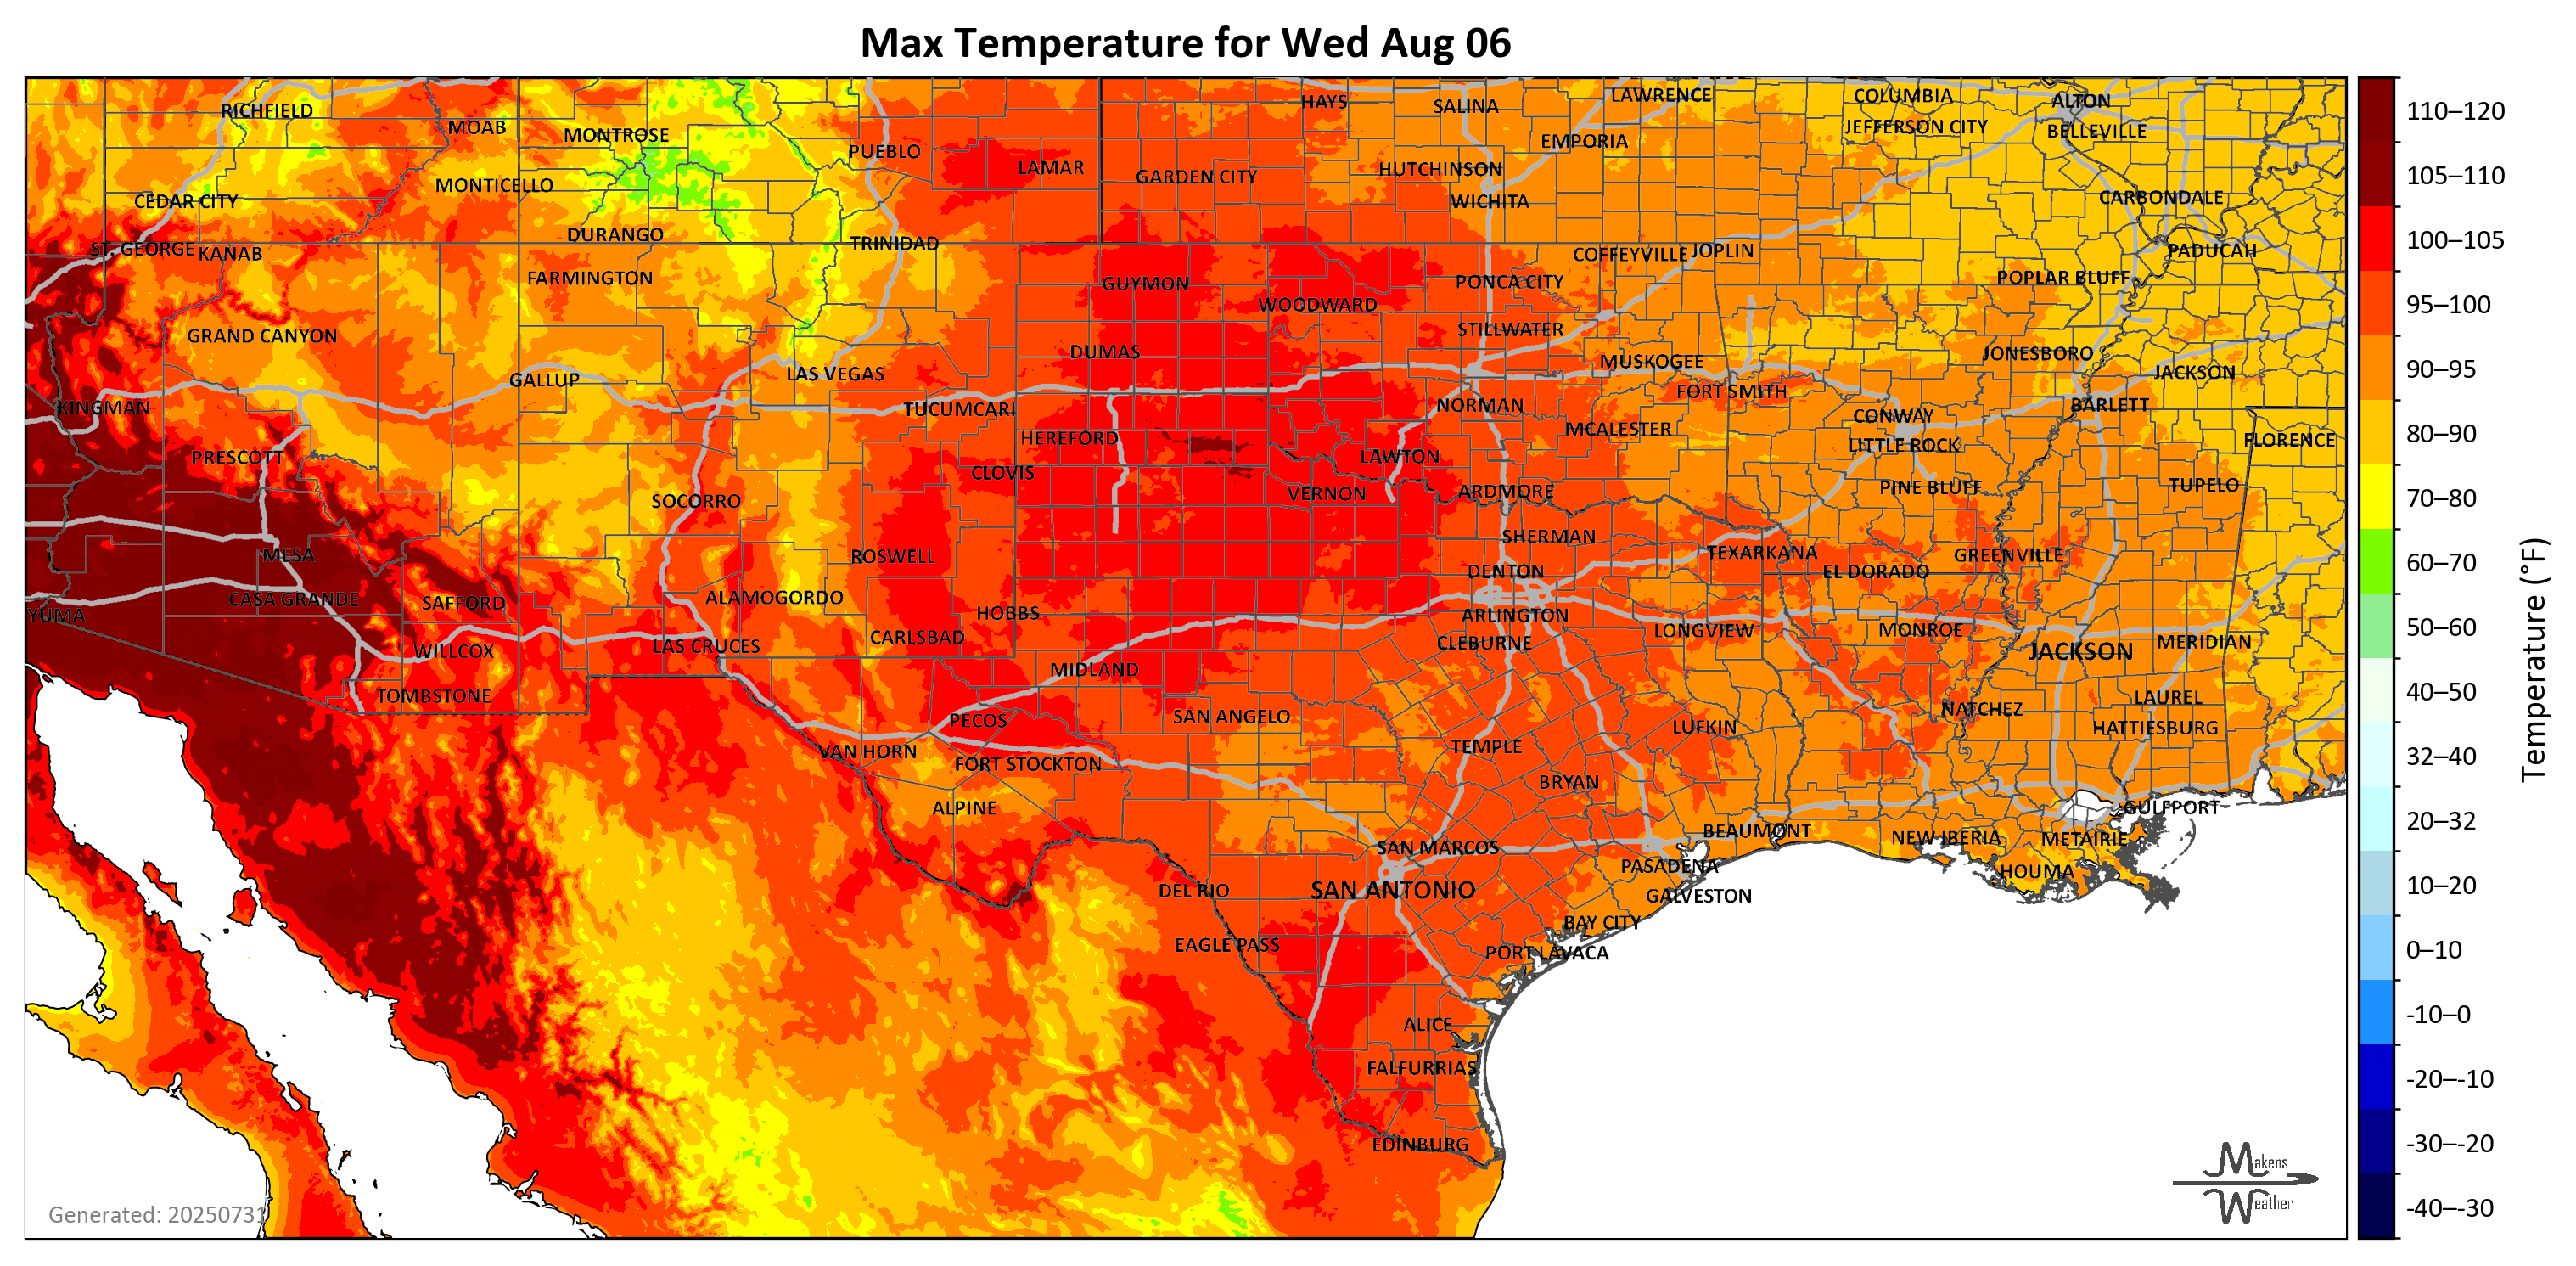 Max Temperature for Wed Aug 06
RICHFIELD
MOAB
MONTROSE
PUEBLO
LAMAR
HAYS
SALINA
LAWRENCE
COLUMBIA
ALTON
JEFFERSON CITY
BELLEVILLE
EMPORIA
HUTCHINSON
GARDEN CITY
MONTICELLO
CEDAR CITY
WICHITA
CARBONDALE
DURANGO
TRINIDAD
ST. GEORGE
KANAB
COFFEYVILLE
JOPLIN
PADUCAH
FARMINGTON
GUYMON
PONCA CITY
POPLAR BLUFF
WOODWARD
GRAND CANYON
STILLWATER
DUMAS
MUSKOGEE
JONESBORO
JACKSON
GALLUP
LAS VEGAS
FORT SMITH
KINGMAN
TUCUMCARI
NORMAN
CONWAY
BARLETT
MCALESTER
HEREFORD
LITTLE ROCK
FLORENCE
PRESCOTT
CLOVIS
LAWTON
SOCORRO
VERNON
ARDMORE
PINE BLUFF
TUPELO
SHERMAN
MESA
ROSWELL
TEXARKANA
GREENVILLE
DENTON
EL DORADO
CASA GRANDE
SAFFORD
ALAMOGORDO
HOBBS
ARLINGTON
YUMA
CARLSBAD
CLEBURNE
LONGVIEW
MONROE
JACKSON
MERIDIAN
WILLCOX
LAS CRUCES
MIDLAND
TOMBSTONE
PECOS
SAN ANGELO
NATCHEZ
LAUREL
LUFKIN
HATTIESBURG
VAN HORN
FORT STOCKTON
TEMPLE
BRYAN
ALPINE
GULFPORT
BEAUMONT
NEW IBERIA
METAIRIE
SAN MARCOS
PASADENA
HOUMA
DEL RIO
SAN ANTONIO
GALVESTON
BAY CITY
EAGLE PASS
PORT LAVACA
ALICE
FALFURRIAS
EDINBURG
Generated: 20250731
Makens
Weather
110–120
105–110
100–105
95–100
90–95
80–90
70–80
60–70
50–60
40–50
32–40
20–32
10–20
0–10
-10–0
-20–-10
-30–-20
-40–-30
Temperature (°F)